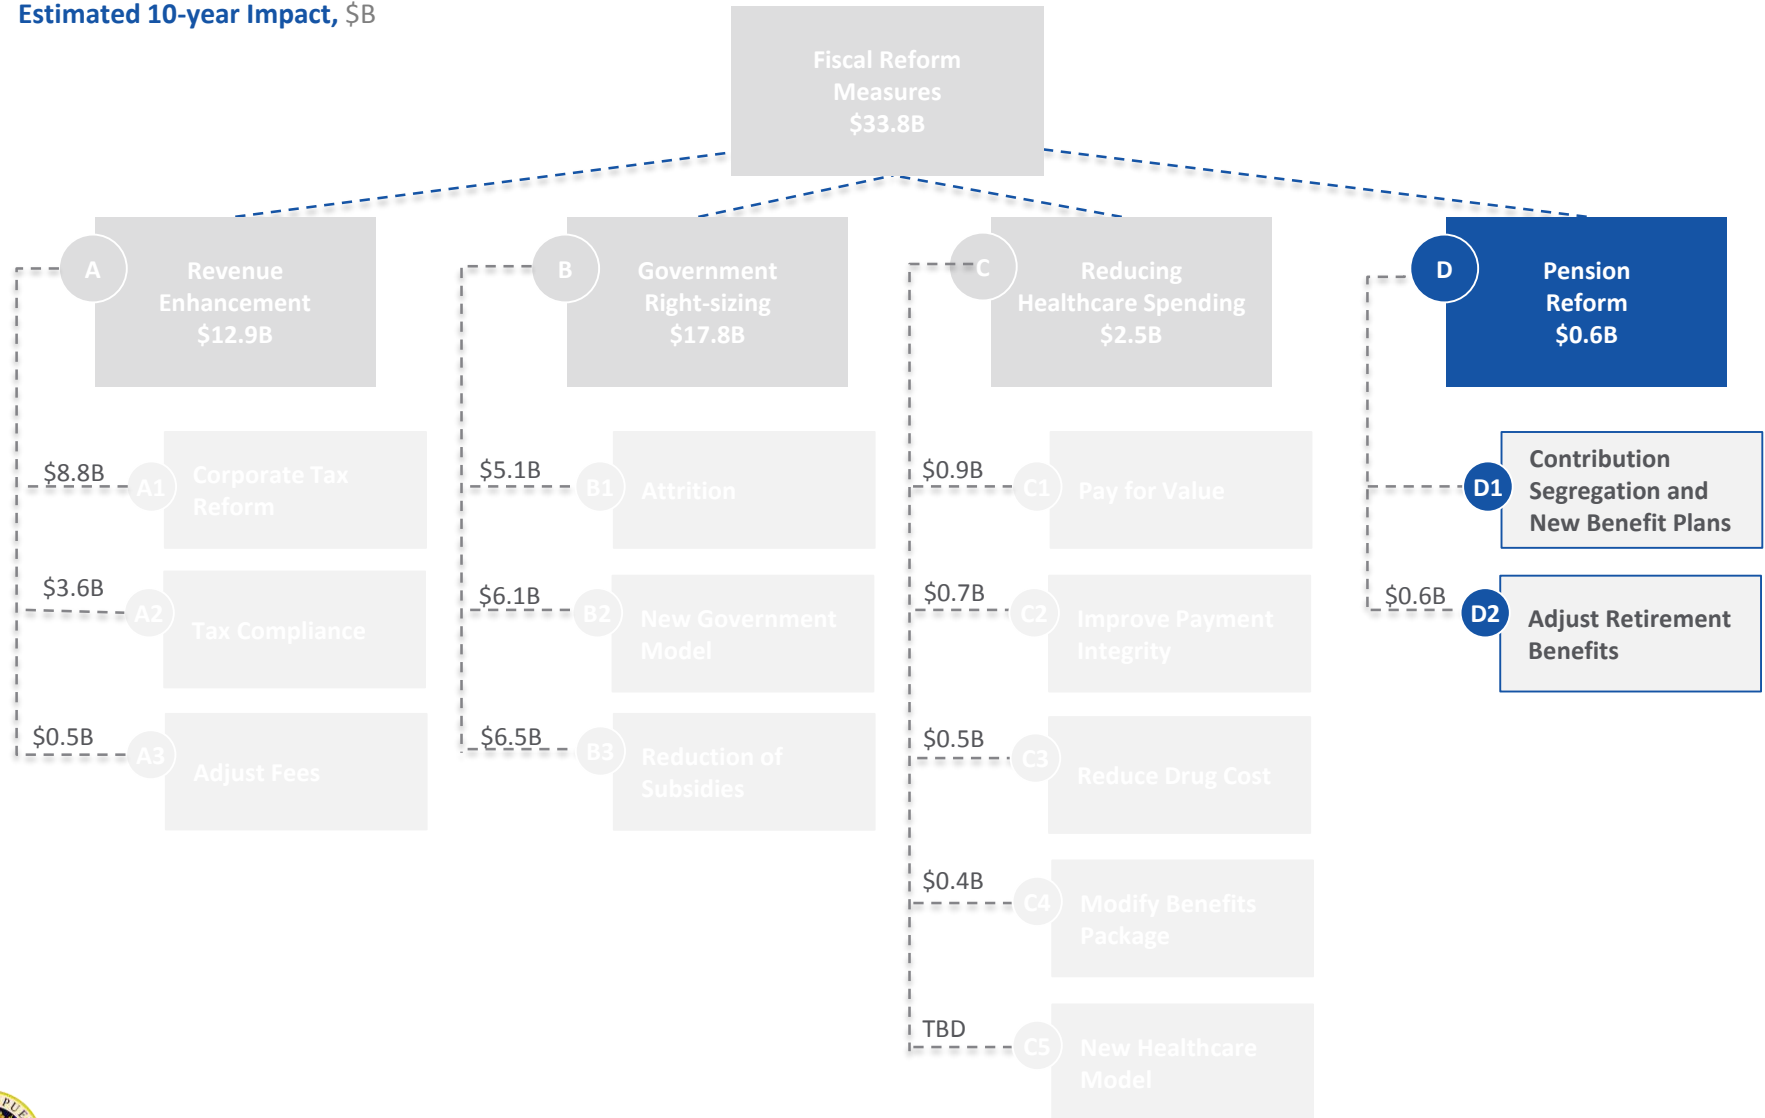 Estimated 10-year Impact, $B
Fiscal Reform
Measures
$33.8B
A
Revenue
Enhancement
$12.9B
B
Government
Right-sizing
$17.8B
C
Reducing
Healthcare Spending
$2.5B
D
Pension
Reform
$0.6B
$8.8B
A1
Corporate Tax
Reform
$3.6B
A2
Tax Compliance
$0.5B
A3
Adjust Fees
$5.1B
B1
Attrition
$6.1B
B2
New Government
Model
$6.5B
B3
Reduction of
Subsidies
$0.9B
C1
Pay for Value
$0.7B
C2
Improve Payment
Integrity
$0.5B
C3
Reduce Drug Cost
$0.4B
C4
Modify Benefits
Package
TBD
C5
New Healthcare
Model
D1
Contribution
Segregation and
New Benefit Plans
$0.6B
D2
Adjust Retirement
Benefits